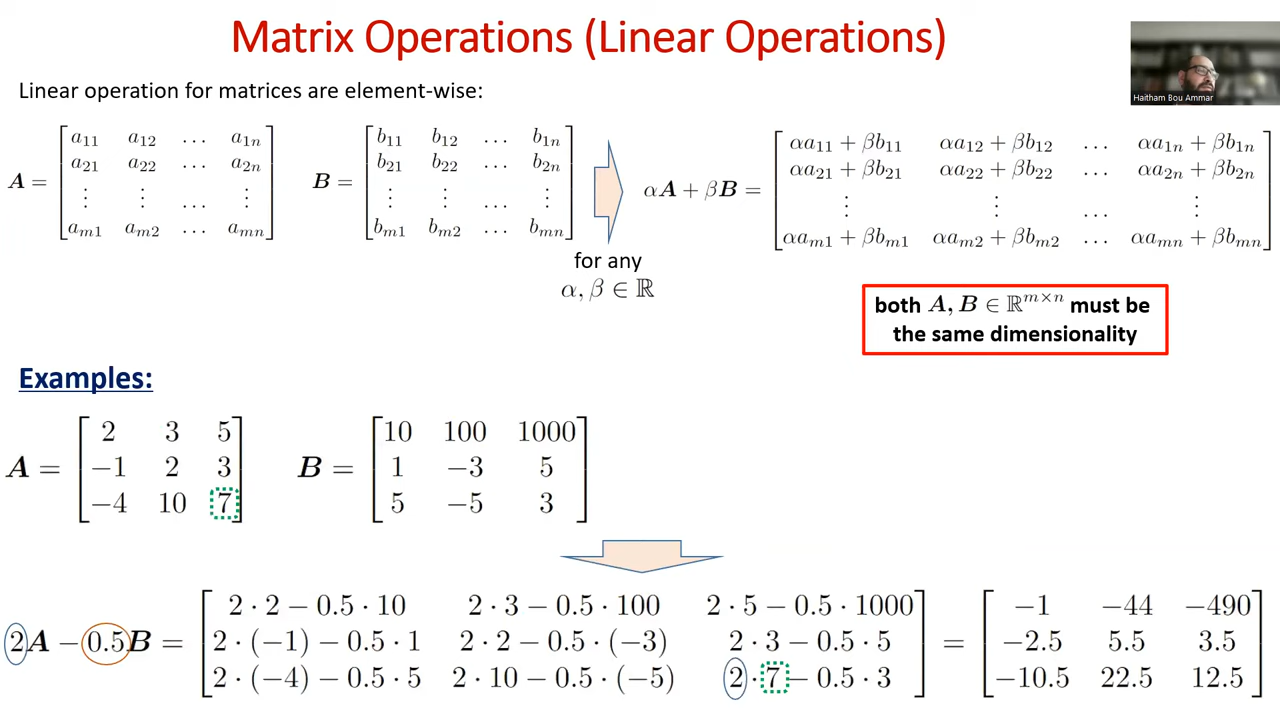 Matrix Operations (Linear Operations)
Haitham Bou Ammar
Linear operation for matrices are element-wise:
A = [ a₁₁ a₁₂ … a₁ₙ
a₂₁ a₂₂ … a₂ₙ
⋮ ⋮ … ⋮
aₘ₁ aₘ₂ … aₘₙ ]
B = [ b₁₁ b₁₂ … b₁ₙ
b₂₁ b₂₂ … b₂ₙ
⋮ ⋮ … ⋮
bₘ₁ bₘ₂ … bₘₙ ]
for any
α, β ∈ ℝ
αA + βB = [ αa₁₁ + βb₁₁ αa₁₂ + βb₁₂ … αa₁ₙ + βb₁ₙ
αa₂₁ + βb₂₁ αa₂₂ + βb₂₂ … αa₂ₙ + βb₂ₙ
⋮ ⋮ … ⋮
αaₘ₁ + βbₘ₁ αaₘ₂ + βbₘ₂ … αaₘₙ + βbₘₙ ]
both A, B ∈ ℝᵐˣⁿ must be
the same dimensionality
Examples:
A = [ 2 3 5
−1 2 3
−4 10 7 ]
B = [ 10 100 1000
1 −3 5
5 −5 3 ]
2A − 0.5B = [ 2 · 2 − 0.5 · 10 2 · 3 − 0.5 · 100 2 · 5 − 0.5 · 1000
2 · (−1) − 0.5 · 1 2 · 2 − 0.5 · (−3) 2 · 3 − 0.5 · 5
2 · (−4) − 0.5 · 5 2 · 10 − 0.5 · (−5) 2 · 7 − 0.5 · 3 ]
= [ −1 −44 −490
−2.5 5.5 3.5
−10.5 22.5 12.5 ]